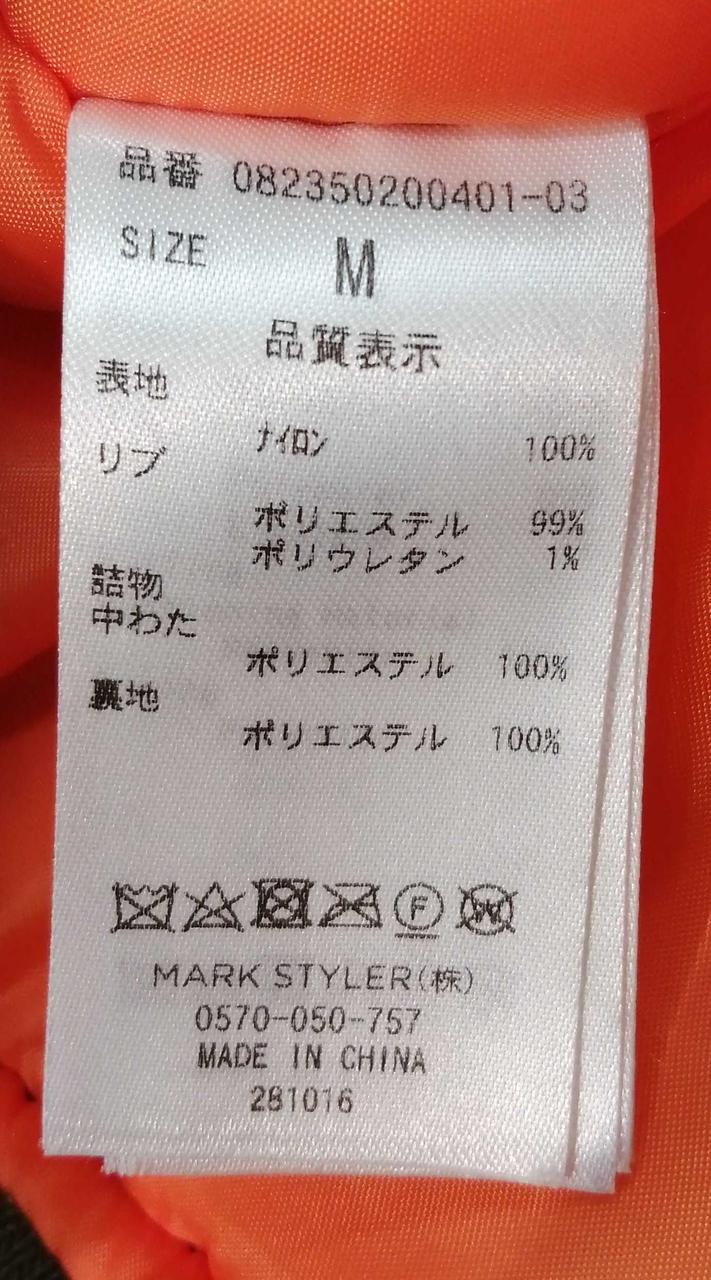 品番 082350200401-03
SIZE M
品質表示
表地
ナイロン 100%
リブ
ポリエステル 99%
ポリウレタン 1%
詰物
中わた
ポリエステル 100%
裏地
ポリエステル 100%
F W
MARK STYLER(株)
0570-050-757
MADE IN CHINA
281016